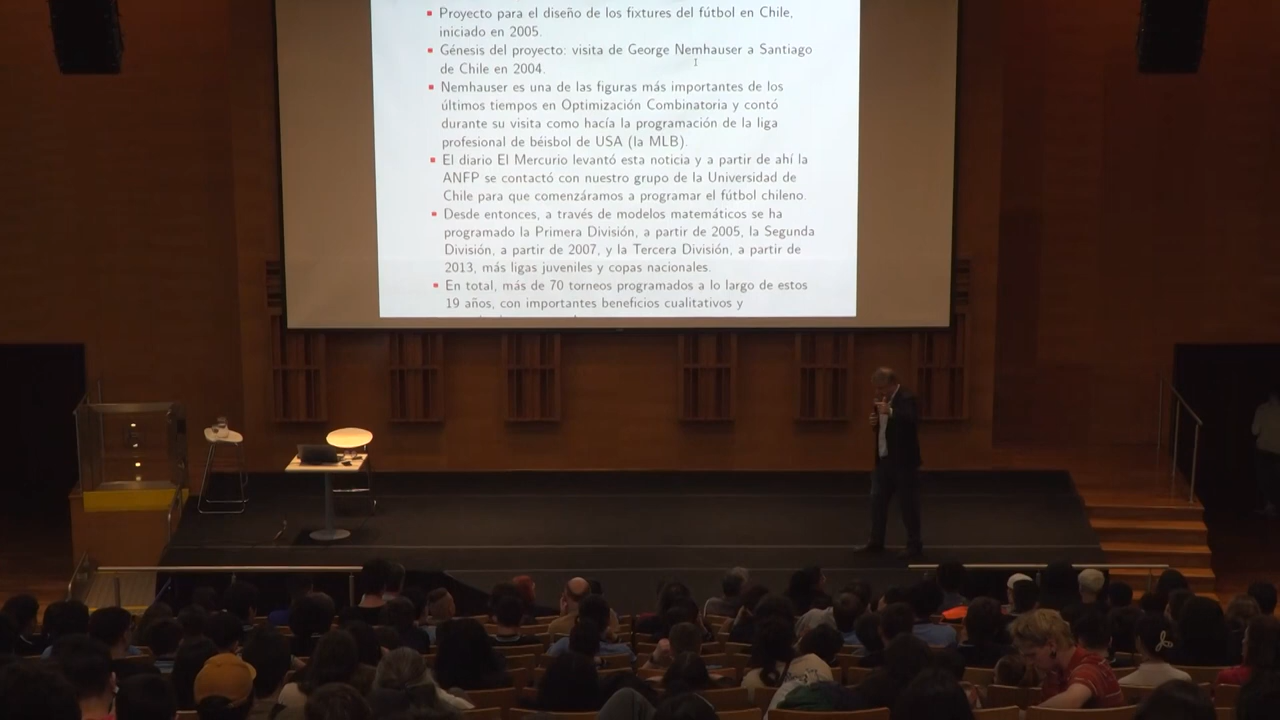 Proyecto para el diseño de los fixtures del fútbol en Chile,
iniciado en 2005.
Génesis del proyecto: visita de George Nemhauser a Santiago
de Chile en 2004.
Nemhauser es una de las figuras más importantes de los
últimos tiempos en Optimización Combinatoria y contó
durante su visita como hacía la programación de la liga
profesional de béisbol de USA (la MLB).
El diario El Mercurio levantó esta noticia y a partir de ahí la
ANFP se contactó con nuestro grupo de la Universidad de
Chile para que comenzáramos a programar el fútbol chileno.
Desde entonces, a través de modelos matemáticos se ha
programado la Primera División, a partir de 2005, la Segunda
División, a partir de 2007, y la Tercera División, a partir de
2013, más ligas juveniles y copas nacionales.
En total, más de 70 torneos programados a lo largo de estos
19 años, con importantes beneficios cualitativos y